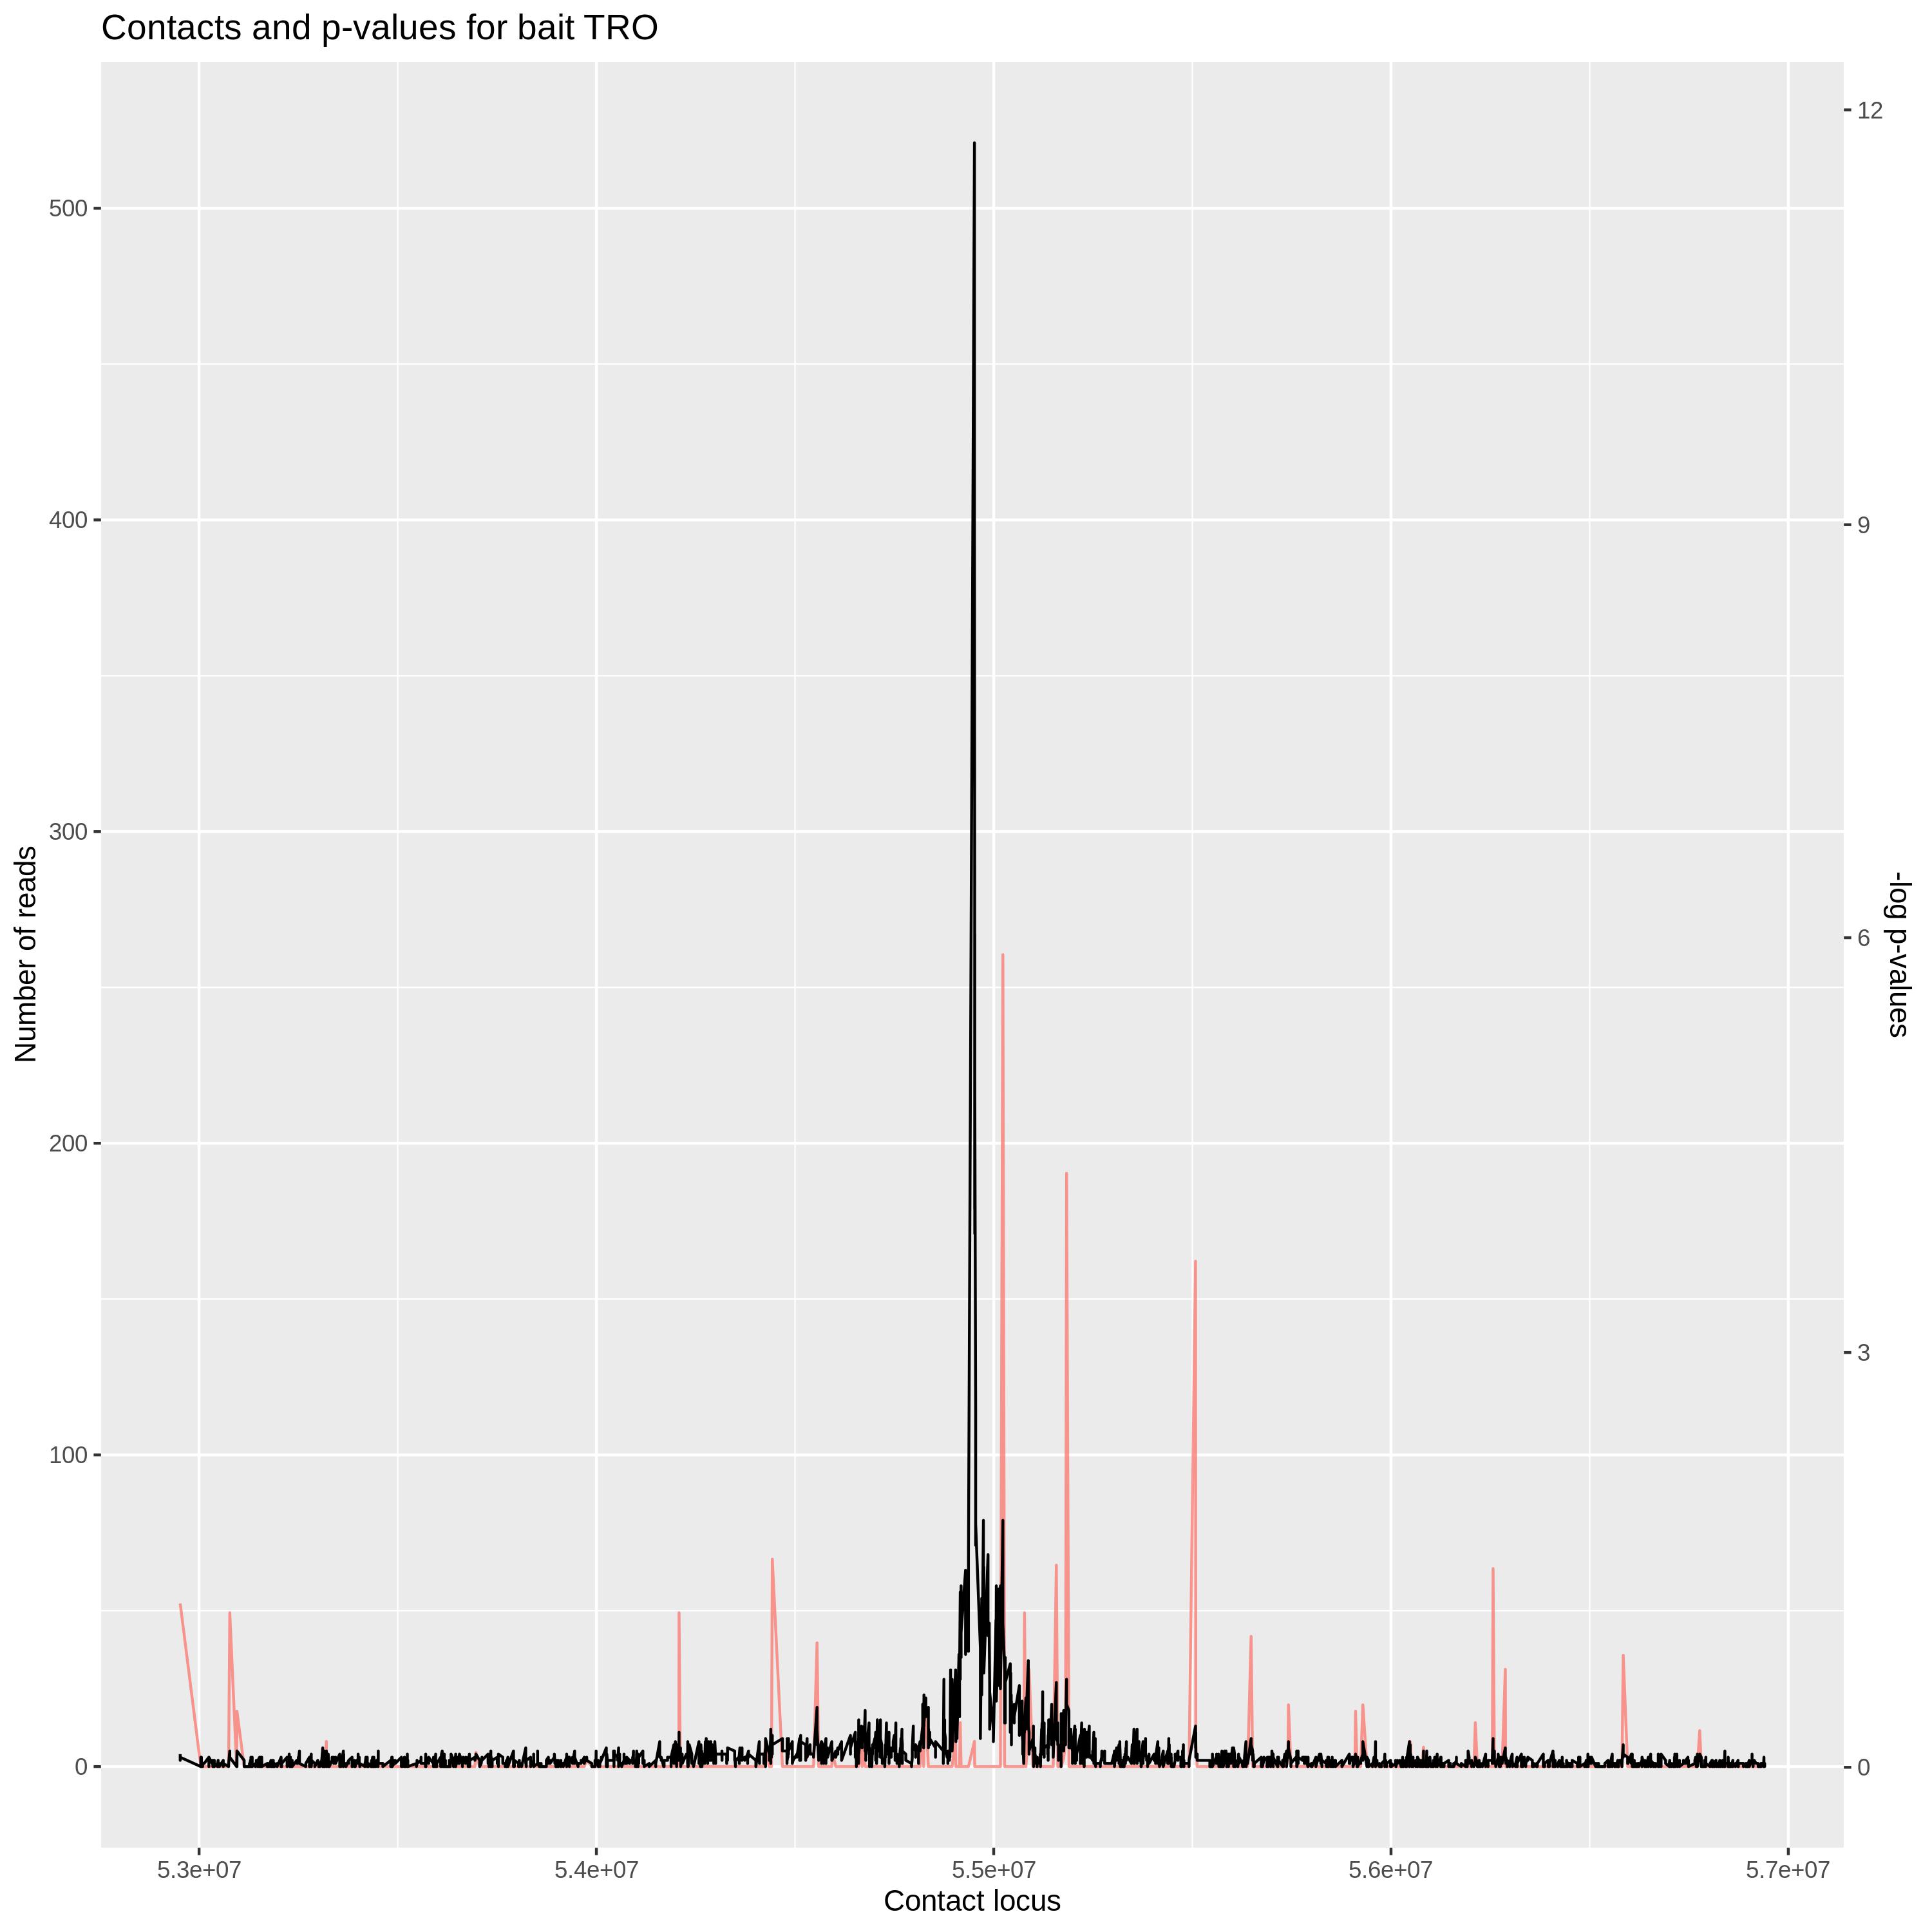 Contacts and p-values for bait TRO
12
500
400
9
300
6
Number of reads
-log p-values
200
3
100
0
0
5.3e+07
5.4e+07
5.5e+07
5.6e+07
5.7e+07
Contact locus